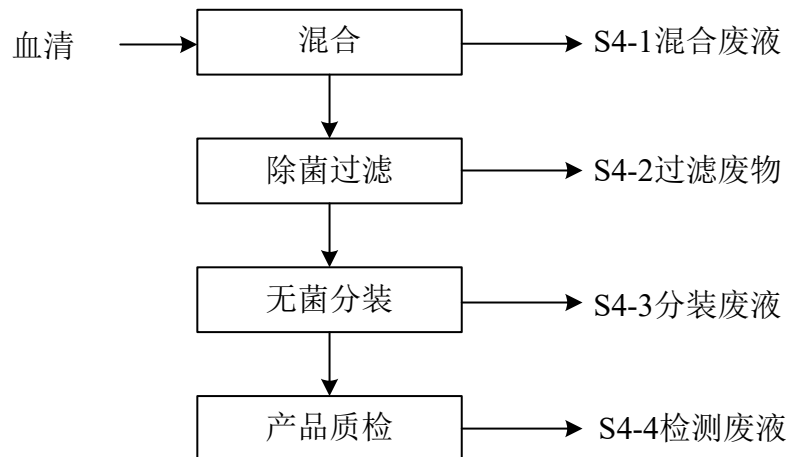 血清
混合
S4-1混合废液
除菌过滤
S4-2过滤废物
无菌分装
S4-3分装废液
产品质检
S4-4检测废液